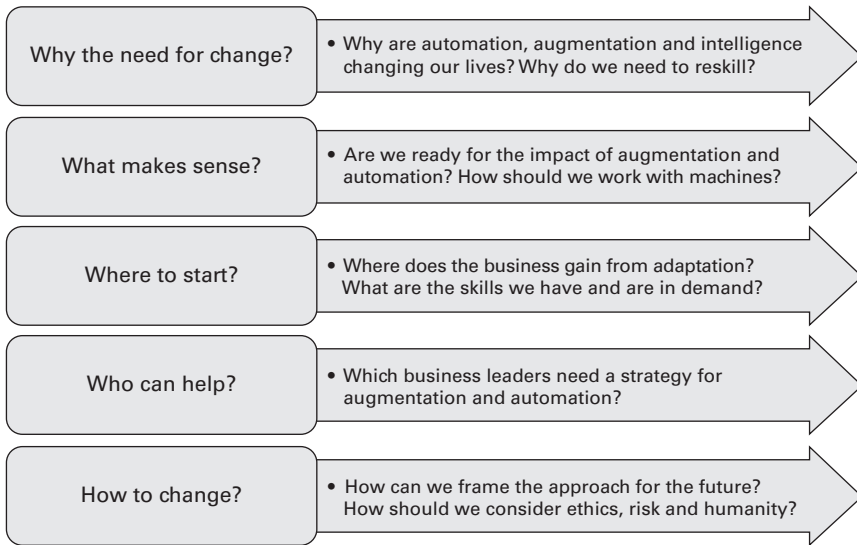 Why the need for change?
• Why are automation, augmentation and intelligence
changing our lives? Why do we need to reskill?
What makes sense?
• Are we ready for the impact of augmentation and
automation? How should we work with machines?
Where to start?
• Where does the business gain from adaptation?
What are the skills we have and are in demand?
Who can help?
• Which business leaders need a strategy for
augmentation and automation?
How to change?
• How can we frame the approach for the future?
How should we consider ethics, risk and humanity?